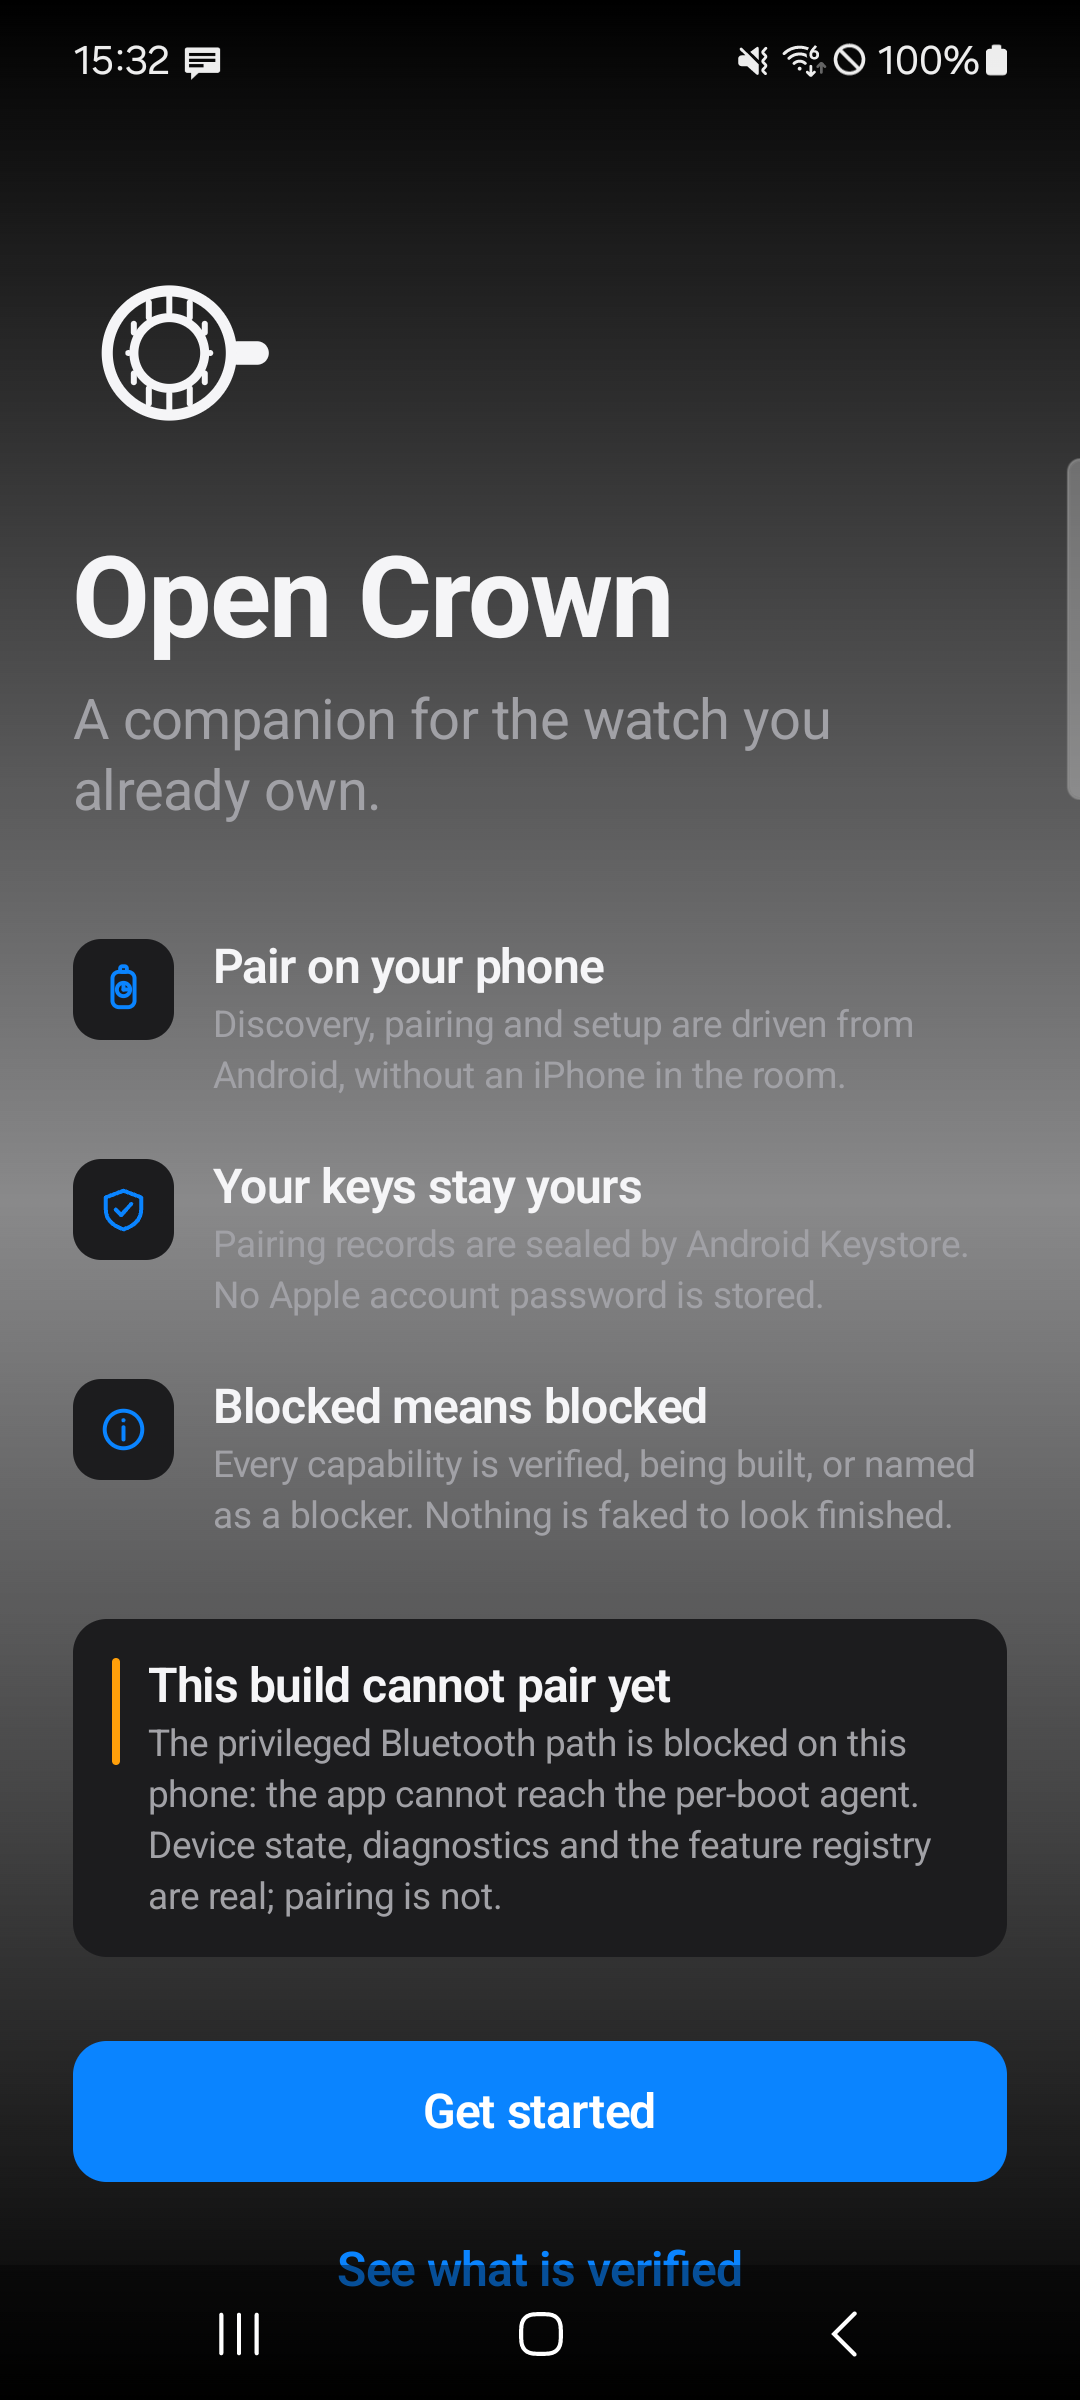 15:32
6
100%
Open Crown
A companion for the watch you
already own.
Pair on your phone
Discovery, pairing and setup are driven from
Android, without an iPhone in the room.
Your keys stay yours
Pairing records are sealed by Android Keystore.
No Apple account password is stored.
Blocked means blocked
Every capability is verified, being built, or named
as a blocker. Nothing is faked to look finished.
This build cannot pair yet
The privileged Bluetooth path is blocked on this
phone: the app cannot reach the per-boot agent.
Device state, diagnostics and the feature registry
are real; pairing is not.
Get started
See what is verified